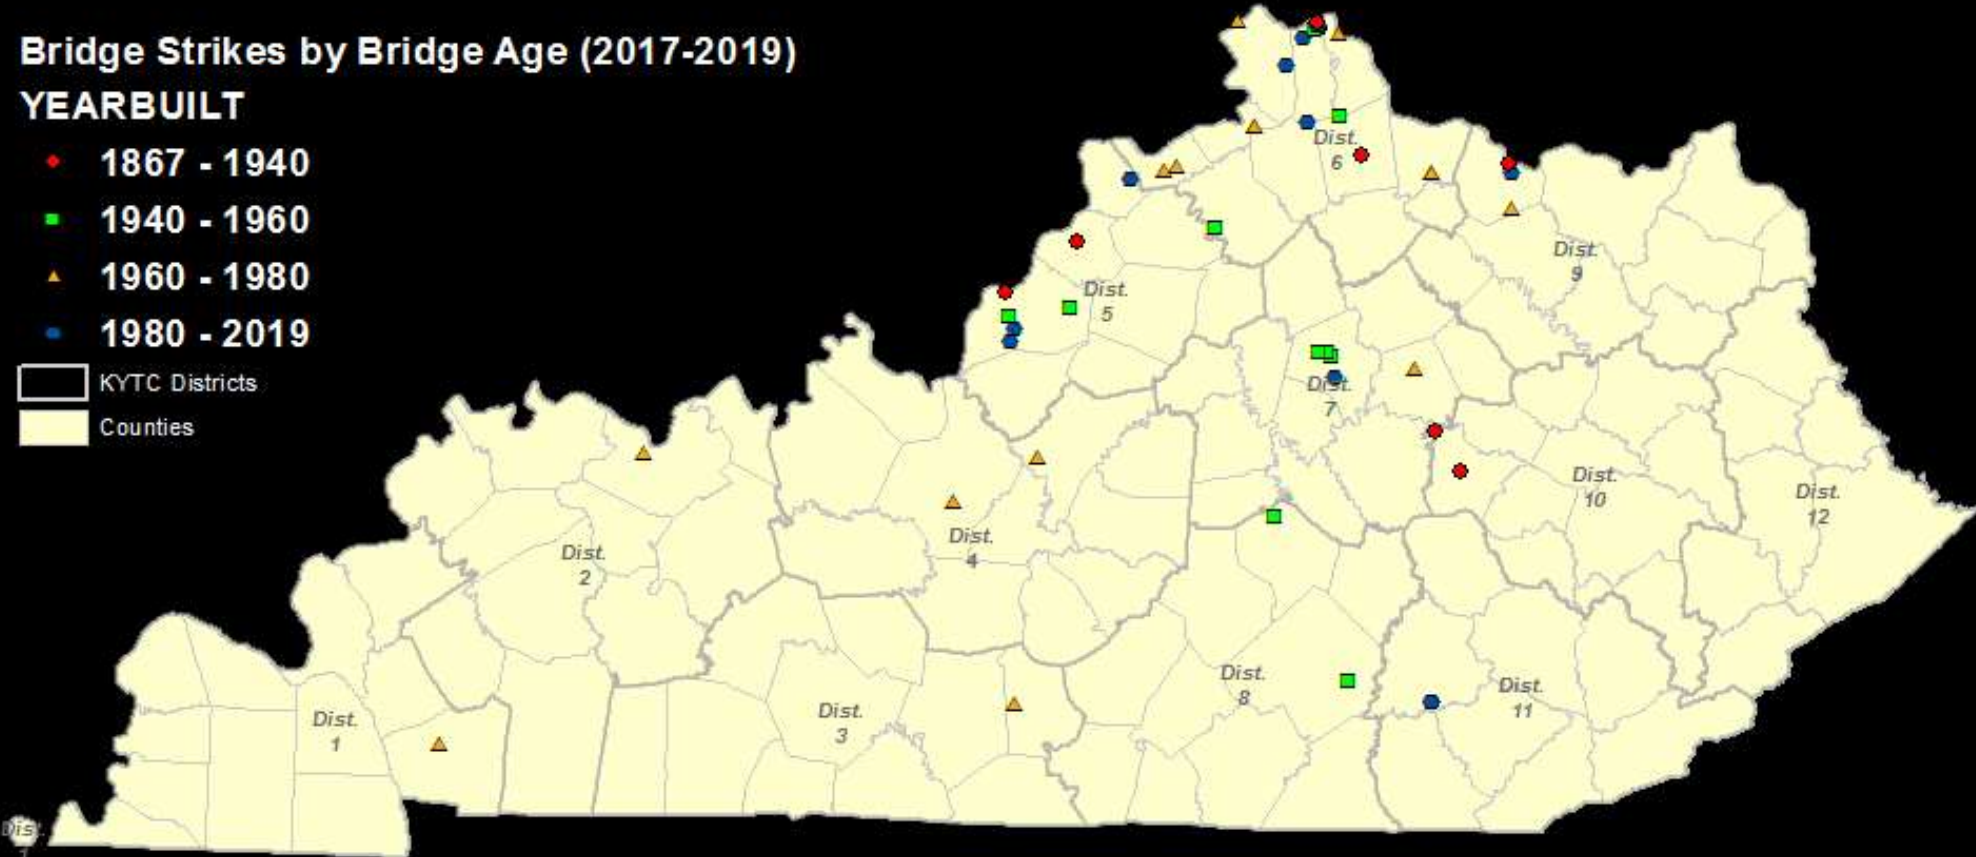 Bridge Strikes by Bridge Age (2017-2019)
YEARBUILT
1867 - 1940
1940 - 1960
1960 - 1980
1980 - 2019
KYTC Districts
Counties
Dist.
6
Dist.
9
Dist.
5
Dist.
7
Dist.
10
Dist.
12
Dist.
4
Dist.
2
Dist.
8
Dist.
11
Dist.
3
Dist.
1
Dist.
1